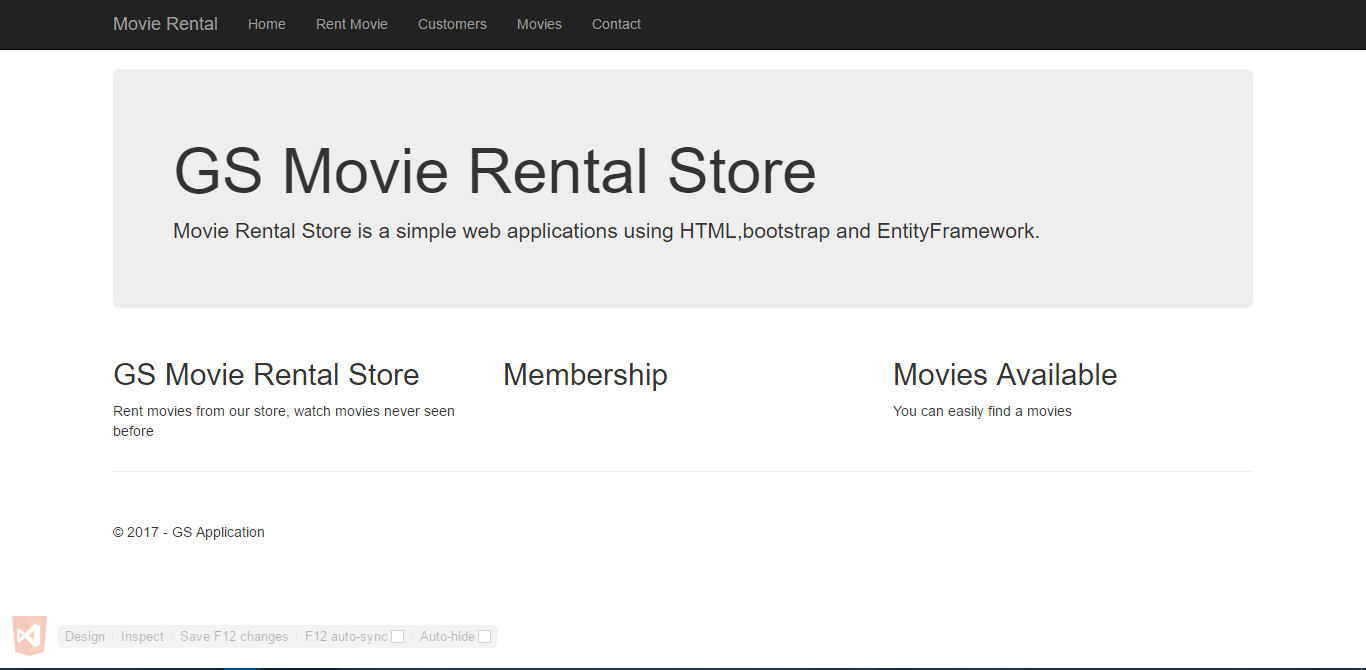 Movie Rental Home Rent Movie Customers Movies Contact
GS Movie Rental Store
Movie Rental Store is a simple web applications using HTML,bootstrap and EntityFramework.
GS Movie Rental Store
Rent movies from our store, watch movies never seen
before
Membership
Movies Available
You can easily find a movies
© 2017 - GS Application
Design Inspect Save F12 changes F12 auto-sync Auto-hide